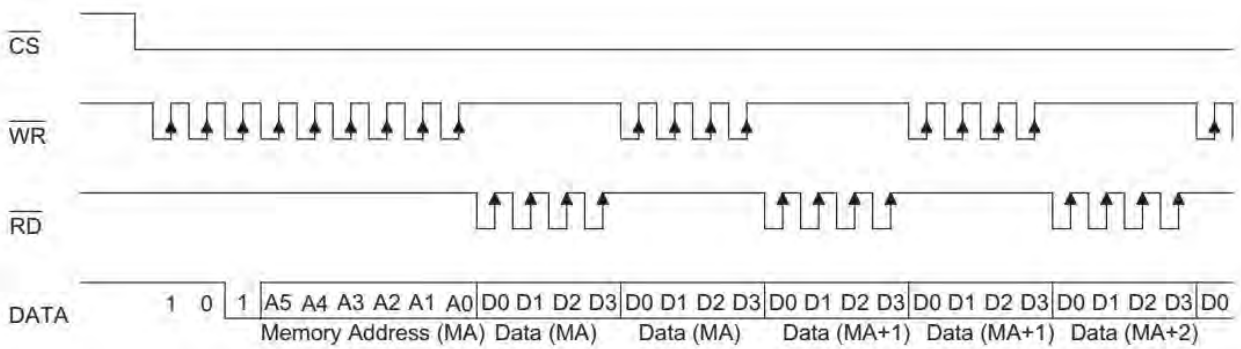 CS
WR
RD
DATA
1 0 1 A5 A4 A3 A2 A1 A0 D0 D1 D2 D3 D0 D1 D2 D3 D0 D1 D2 D3 D0 D1 D2 D3 D0 D1 D2 D3 D0
Memory Address (MA) Data (MA) Data (MA) Data (MA+1) Data (MA+1) Data (MA+2)